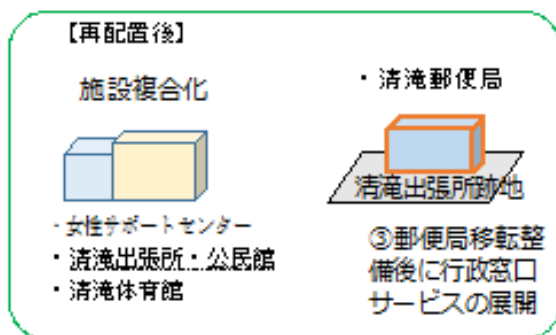 【再配置後】
施設複合化
・女性サポートセンター
・清滝出張所・公民館
・清滝体育館
・清滝郵便局
清滝出張所跡地
③郵便局移転整
備後に行政窓口
サービスの展開